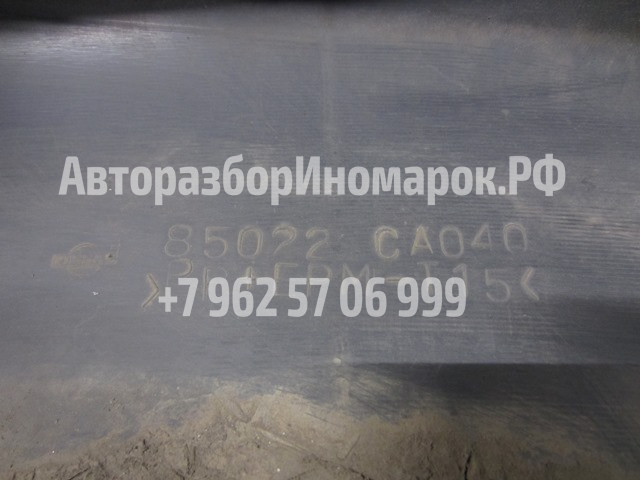 АвторазборИномарок.РФ
85022 CA040
+7 962 57 06 999